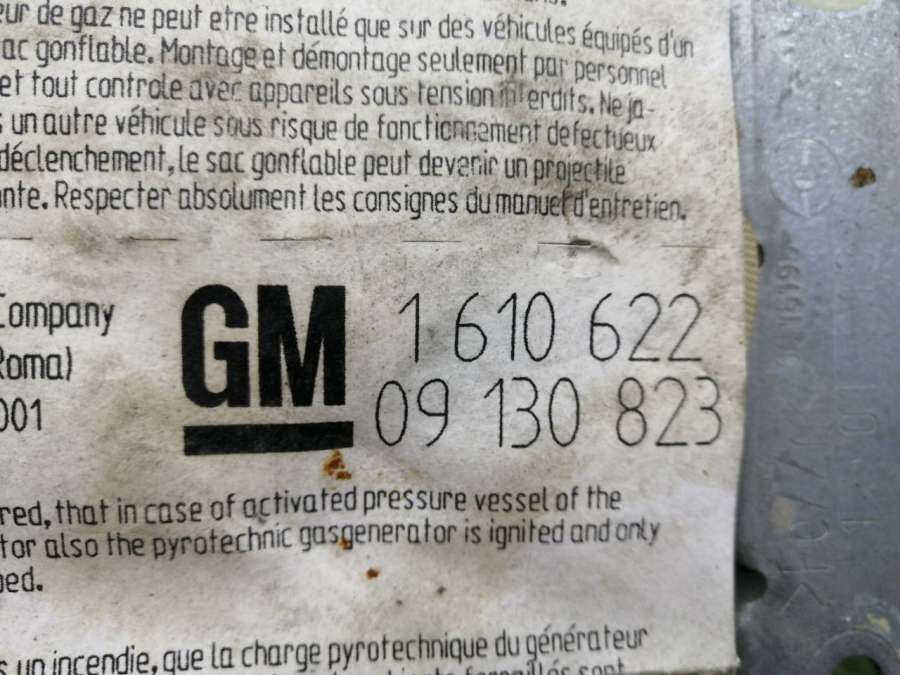 eur de gaz ne peut etre installé que sur des véhicules équipés d'un
sac gonflable. Montage et démontage seulement par personnel
et tout controle avec appareils sous tension interdits. Ne ja-
s un autre véhicule sous risque de fonctionnement defectueux
déclenchement, le sac gonflable peut devenir un projectile
nte. Respecter absolument les consignes du manuel d'entretien.
Company
GM
1 610 622
Roma)
09 130 823
001
red, that in case of activated pressure vessel of the
tor also the pyrotechnic gasgenerator is ignited and only
ped.
s un incendie, que la charge pyrotechnique du générateur